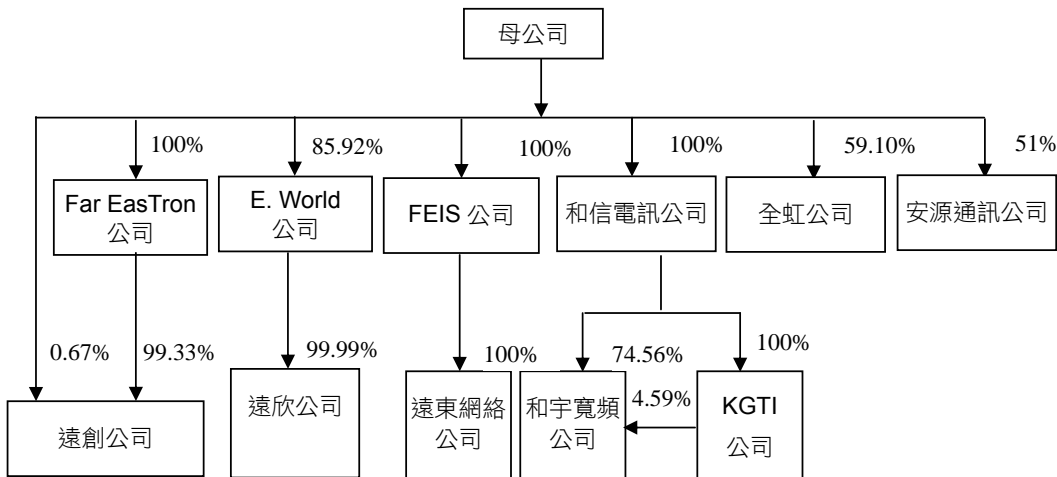 母公司
100%
85.92%
100%
100%
59.10%
51%
Far EasTron
公司
E. World
公司
FEIS 公司
和信電訊公司
全虹公司
安源通訊公司
0.67%
99.33%
99.99%
100%
74.56%
100%
4.59%
遠創公司
遠欣公司
遠東網絡
公司
和宇寬頻
公司
KGTI
公司